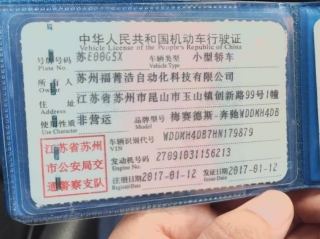 中华人民共和国机动车行驶证
Vehicle License of the People's Republic of China
号牌号码 苏E00G5X 车辆类型 小型轿车
Plate No. Vehicle Type
所有人 苏州福菁浩自动化科技有限公司
Owner
住址 江苏省苏州市昆山市玉山镇创新路99号1幢
Address
使用性质 非营运 品牌型号 梅赛德斯-奔驰WDDMH4DB
Use Character Model
江苏省苏州市公安局交通警察支队
车辆识别代号 WDDMH4DB7HN179879
VIN
发动机号码 27091031156213
Engine No.
注册日期 2017-01-12 发证日期 2017-01-12
Register Date Issue Date